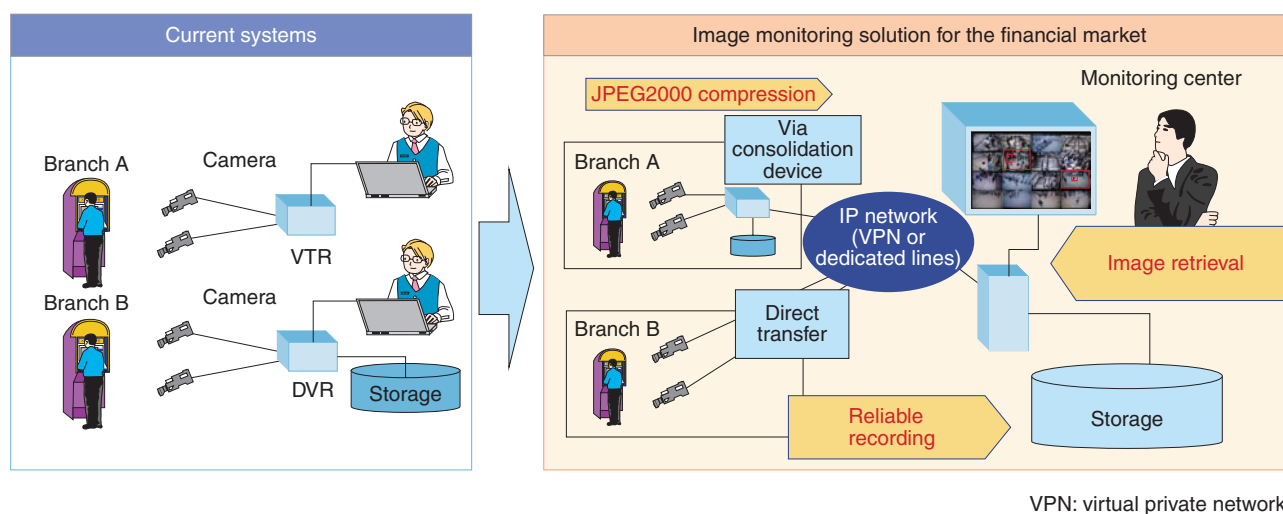 Current systems
Branch A
Camera
VTR
Branch B
Camera
DVR
Storage
Image monitoring solution for the financial market
JPEG2000 compression
Monitoring center
Branch A
Via
consolidation
device
IP network
(VPN or
dedicated lines)
Image retrieval
Branch B
Direct
transfer
Reliable
recording
Storage
VPN: virtual private network